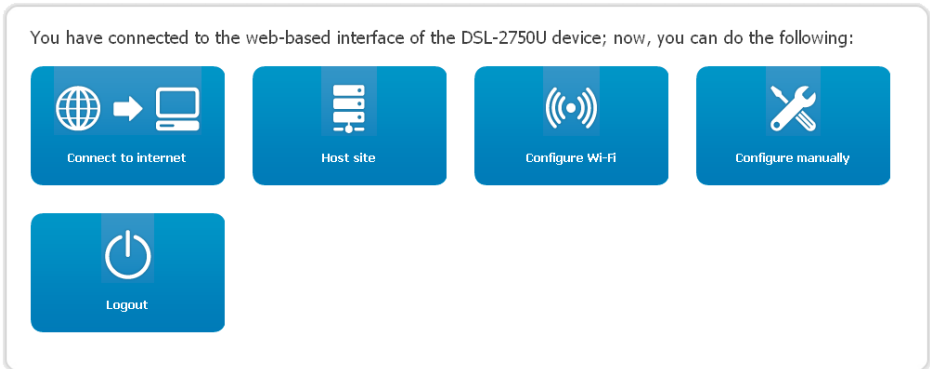 You have connected to the web-based interface of the DSL-2750U device; now, you can do the following:
Connect to internet
Host site
Configure Wi-Fi
Configure manually
Logout